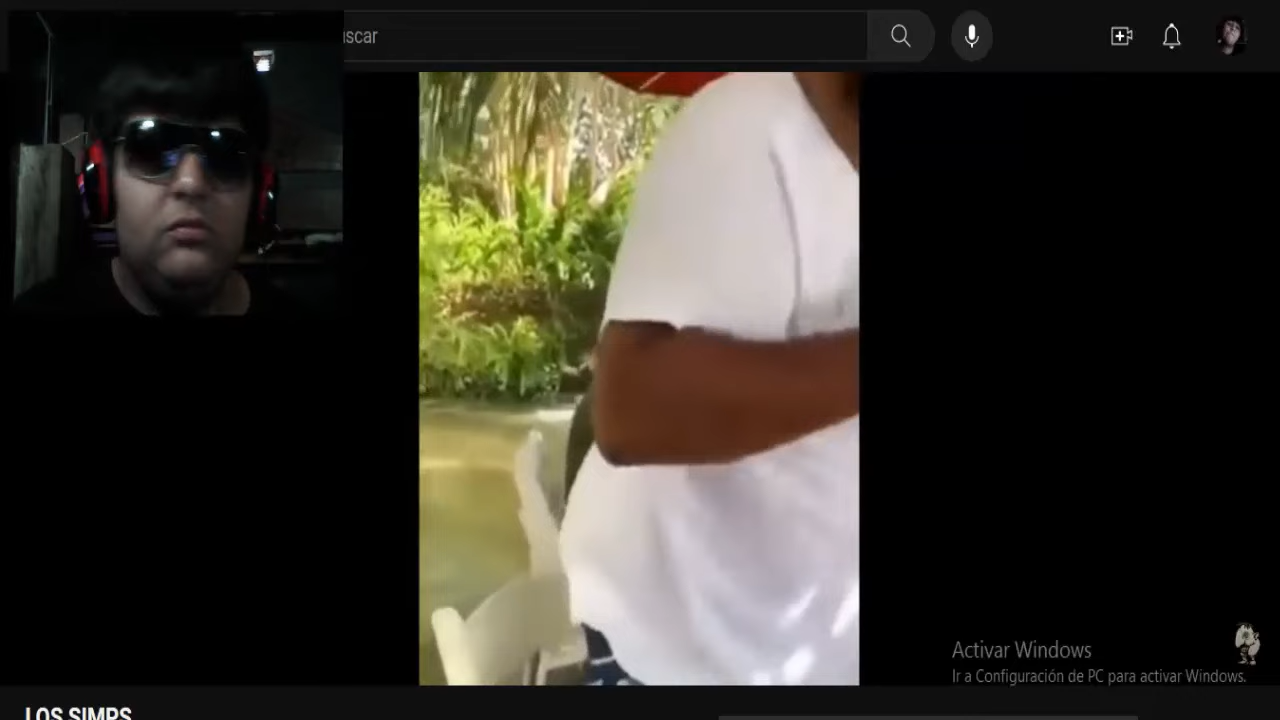 scar
Activar Windows
Ir a Configuración de PC para activar Windows.
LOS SIMPS